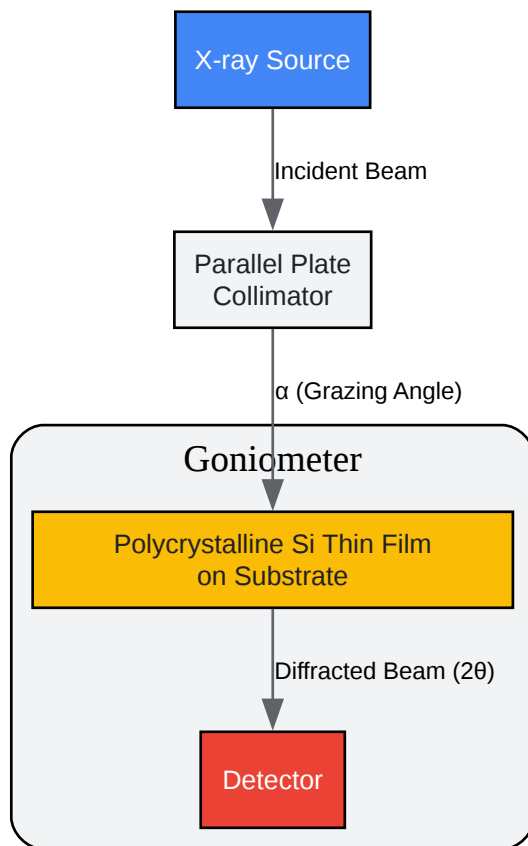 X-ray Source
Incident Beam
Parallel Plate
Collimator
α (Grazing Angle)
Goniometer
Polycrystalline Si Thin Film
on Substrate
Diffracted Beam (2θ)
Detector